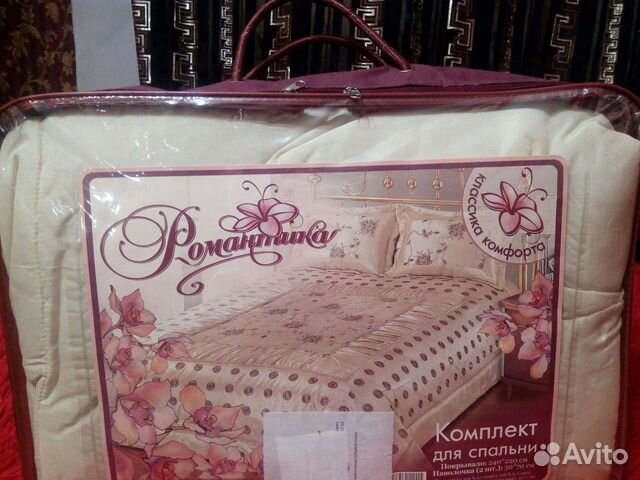 Романтика
классика комфорта
Комплект
для спальни
Покрывало: 240*220 см
Наволочка (2 шт.): 50*70 см
Avito